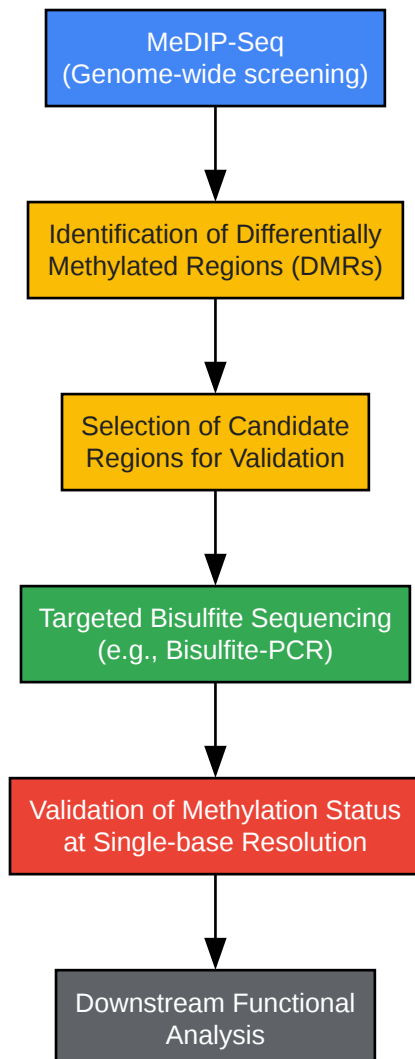 MeDIP-Seq
(Genome-wide screening)
Identification of Differentially
Methylated Regions (DMRs)
Selection of Candidate
Regions for Validation
Targeted Bisulfite Sequencing
(e.g., Bisulfite-PCR)
Validation of Methylation Status
at Single-base Resolution
Downstream Functional
Analysis